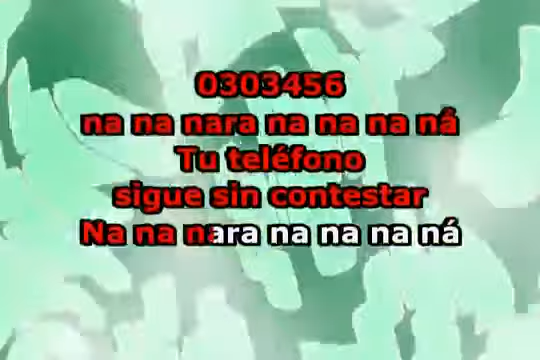 0303456
na na nara na na na ná
Tu teléfono
sigue sin contestar
Na na nara na na na ná